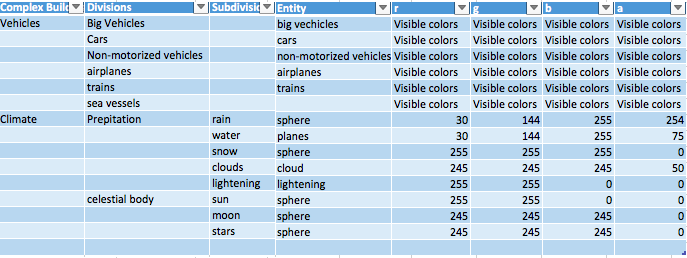 Complex Build Divisions Subdivisi Entity r g b a
Vehicles Big Vehicles big vechicles Visible colors Visible colors Visible colors Visible colors
Cars cars Visible colors Visible colors Visible colors Visible colors
Non-motorized vehicles non-motorized vehicles Visible colors Visible colors Visible colors Visible colors
airplanes airplanes Visible colors Visible colors Visible colors Visible colors
trains trains Visible colors Visible colors Visible colors Visible colors
sea vessels Visible colors Visible colors Visible colors Visible colors
Climate Prepitation rain sphere 30 144 255 254
water planes 30 144 255 75
snow sphere 255 255 255 0
clouds cloud 245 245 245 50
lightening lightening 255 255 0 0
celestial body sun sphere 255 255 0 0
moon sphere 245 245 245 0
stars sphere 245 245 245 0